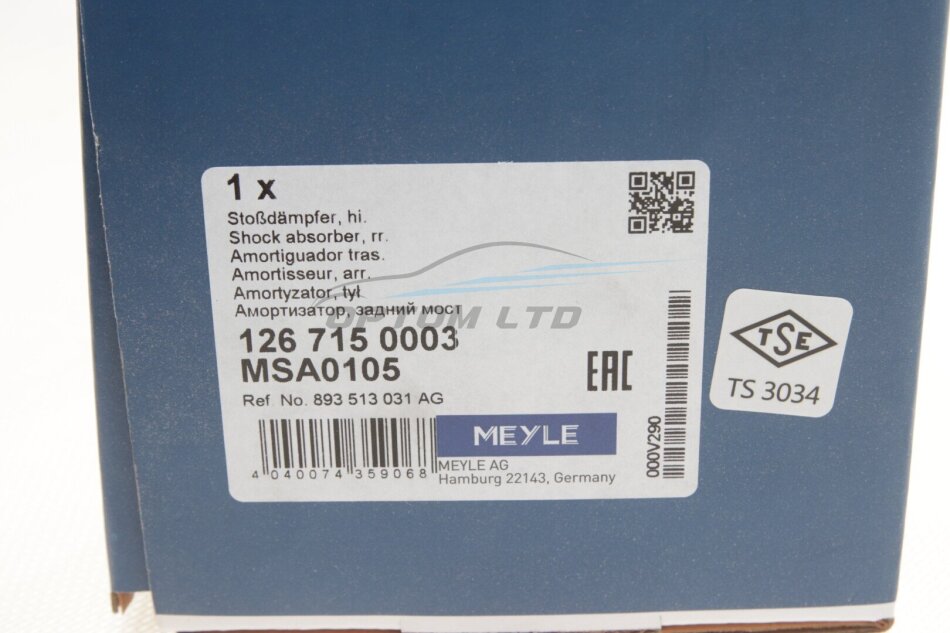 1 x
Stoßdämpfer, hi.
Shock absorber, rr.
Amortiguador tras.
Amortisseur, arr.
Amortyzator, tył
Амортизатор, задний мост
OPTOM LTD
126 715 0003
MSA0105
Ref. No. 893 513 031 AG
EAC
TSE
TS 3034
MEYLE
MEYLE AG
Hamburg 22143, Germany
4 040074 359068
000V290